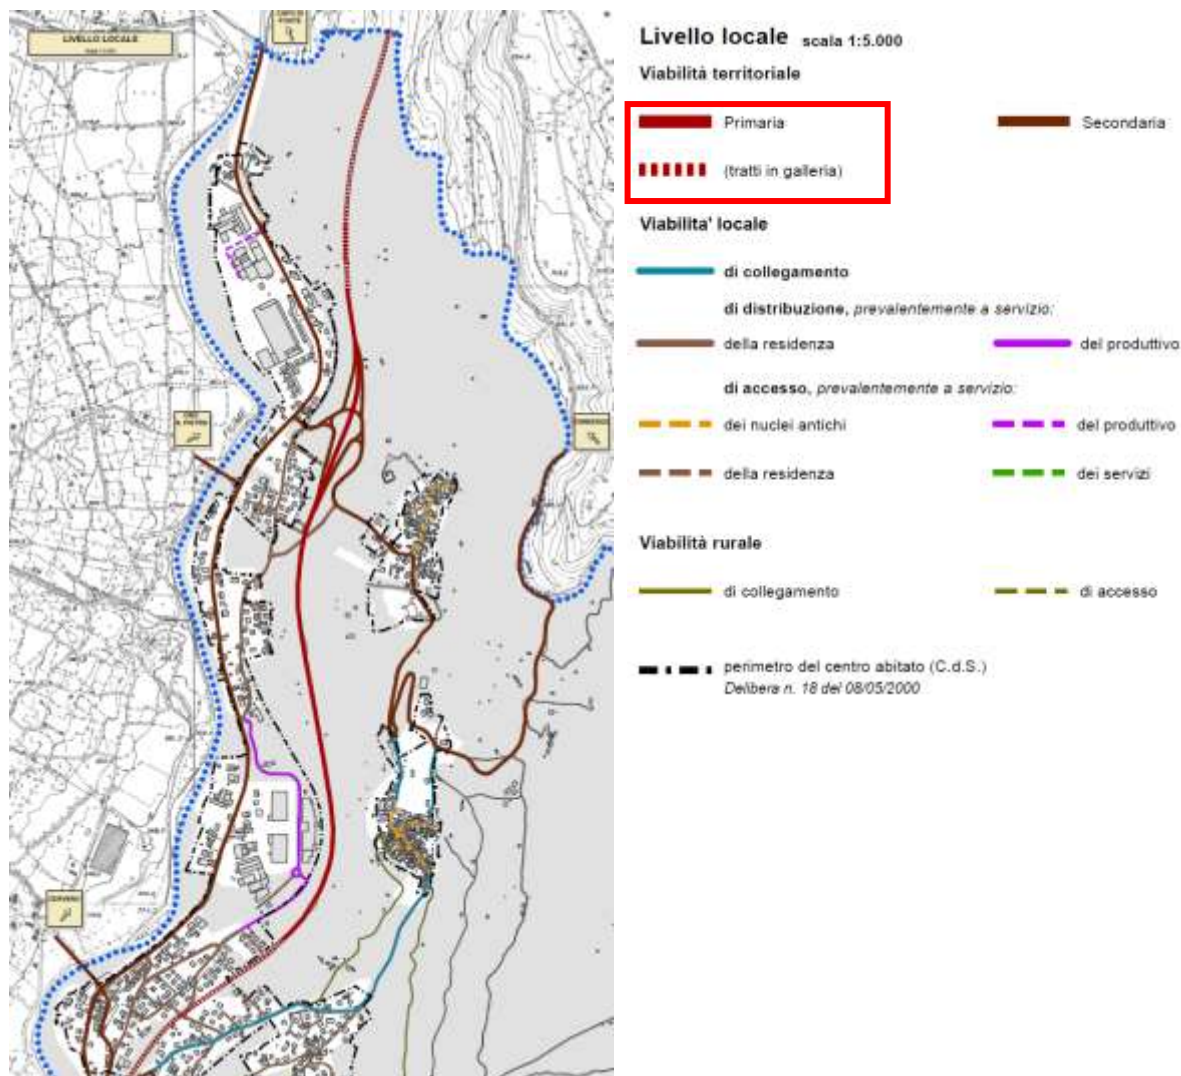 LIVELLO LOCALE
PONTE
CERVENO
Livello locale scala 1:5.000
Viabilità territoriale
Primaria
Secondaria
(tratti in galleria)
Viabilita' locale
di collegamento
di distribuzione, prevalentemente a servizio:
della residenza
del produttivo
di accesso, prevalentemente a servizio:
dei nuclei antichi
del produttivo
della residenza
dei servizi
Viabilità rurale
di collegamento
di accesso
perimetro del centro abitato (C.d.S.)
Delibera n. 18 del 08/05/2000